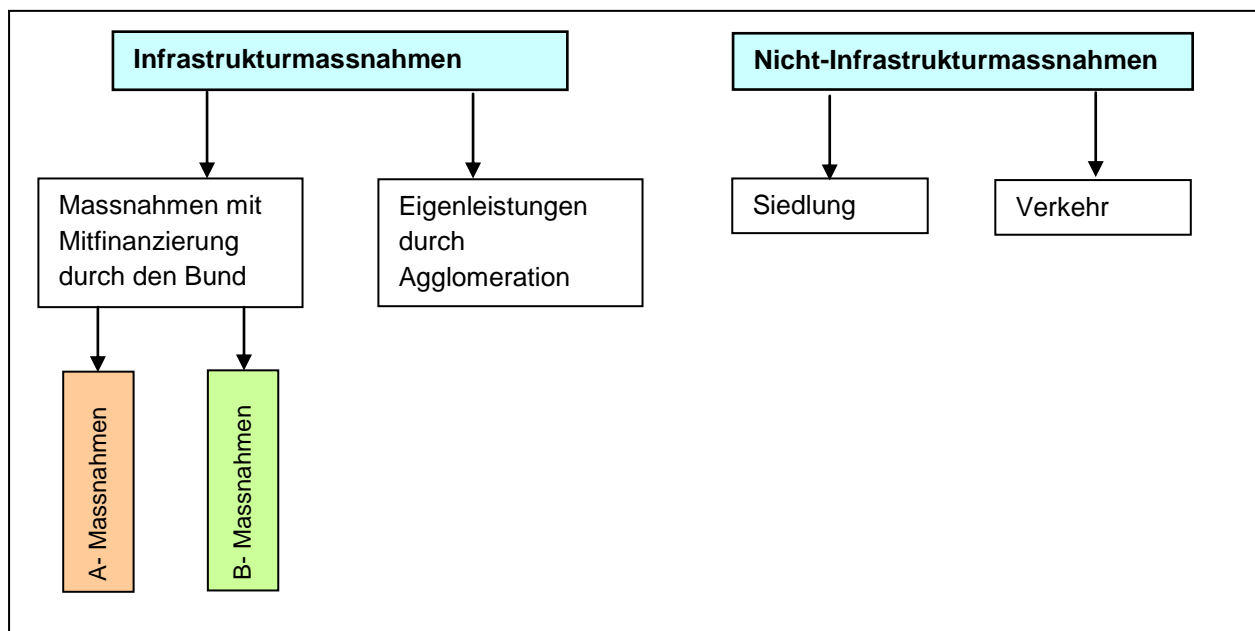 Infrastrukturmassnahmen
Nicht-Infrastrukturmassnahmen
Massnahmen mit
Mitfinanzierung
durch den Bund
Eigenleistungen
durch
Agglomeration
Siedlung
Verkehr
A- Massnahmen
B- Massnahmen